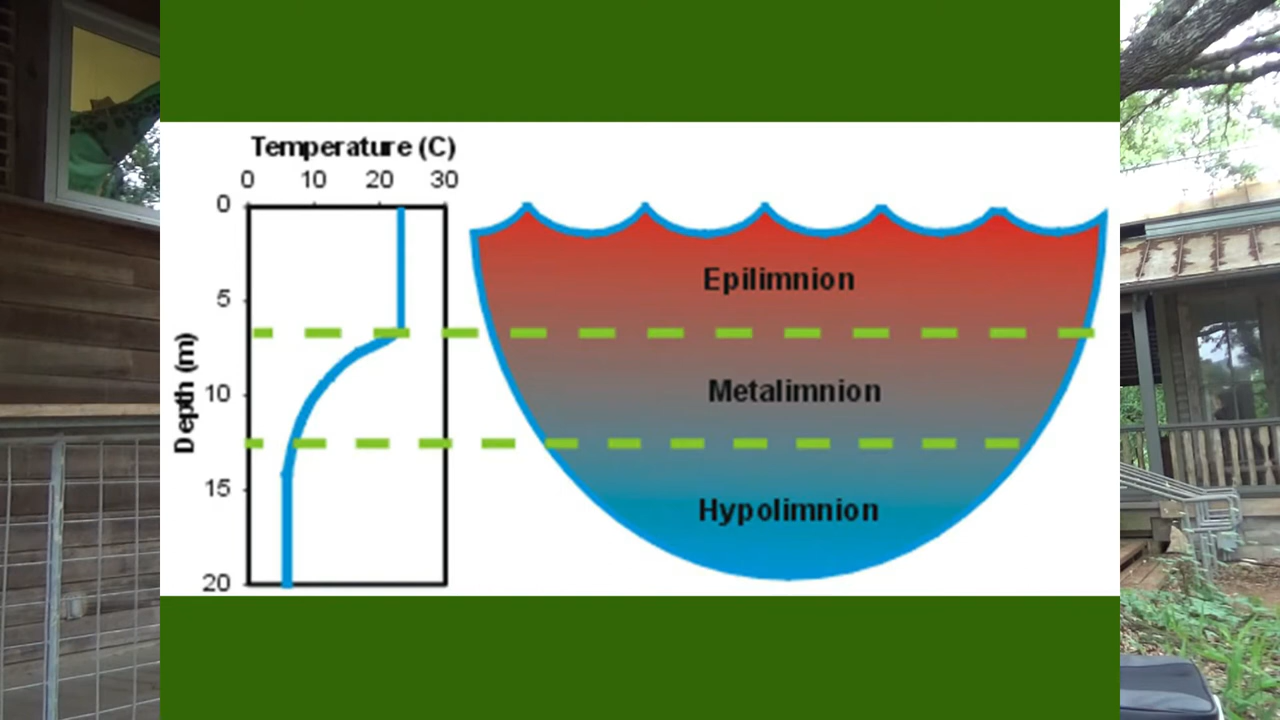 Temperature (C)
0 10 20 30
0
5
10
15
20
Depth (m)
Epilimnion
Metalimnion
Hypolimnion